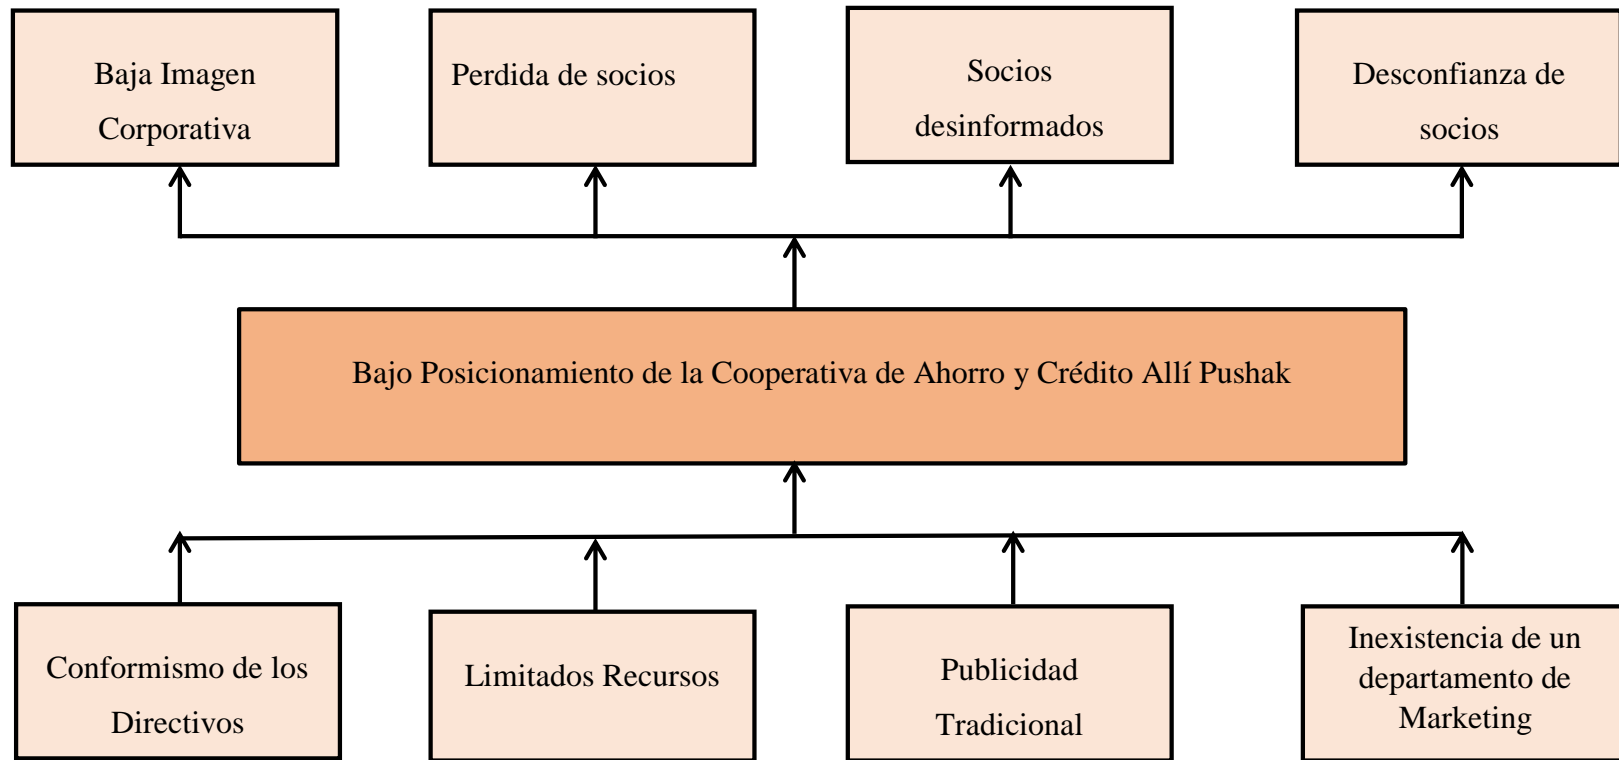 Baja Imagen
Corporativa
Perdida de socios
Socios
desinformados
Desconfianza de
socios
Bajo Posicionamiento de la Cooperativa de Ahorro y Crédito Allí Pushak
Conformismo de los
Directivos
Limitados Recursos
Publicidad
Tradicional
Inexistencia de un
departamento de
Marketing